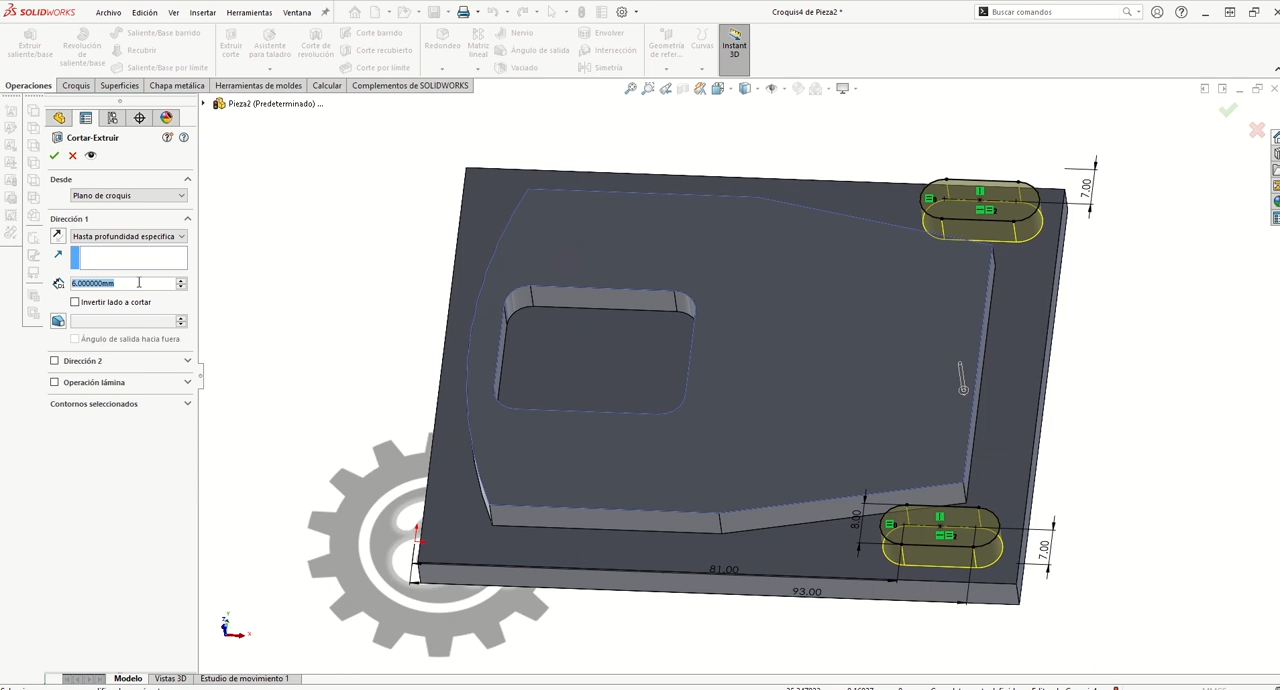 SOLIDWORKS
Archivo Edición Ver Insertar Herramientas Ventana
Croquis4 de Pieza2 *
Buscar comandos
Extruir saliente/base
Revolución de saliente/base
Saliente/Base barrido
Recubrir
Saliente/Base por límite
Extruir corte
Asistente para taladro
Corte de revolución
Corte barrido
Corte recubierto
Corte por límite
Redondeo
Matriz lineal
Nervio
Ángulo de salida
Vaciado
Envolver
Intersección
Simetría
Geometría de refer...
Curvas
Instant 3D
Operaciones Croquis Superficies Chapa metálica Herramientas de moldes Calcular Complementos de SOLIDWORKS
Pieza2 (Predeterminado) ...
Cortar-Extruir
Desde
Plano de croquis
Dirección 1
Hasta profundidad especifica
6.000000mm
Invertir lado a cortar
Ángulo de salida hacia fuera
Dirección 2
Operación lámina
Contornos seleccionados
7.00
8.00
7.00
81.00
93.00
Modelo Vistas 3D Estudio de movimiento 1